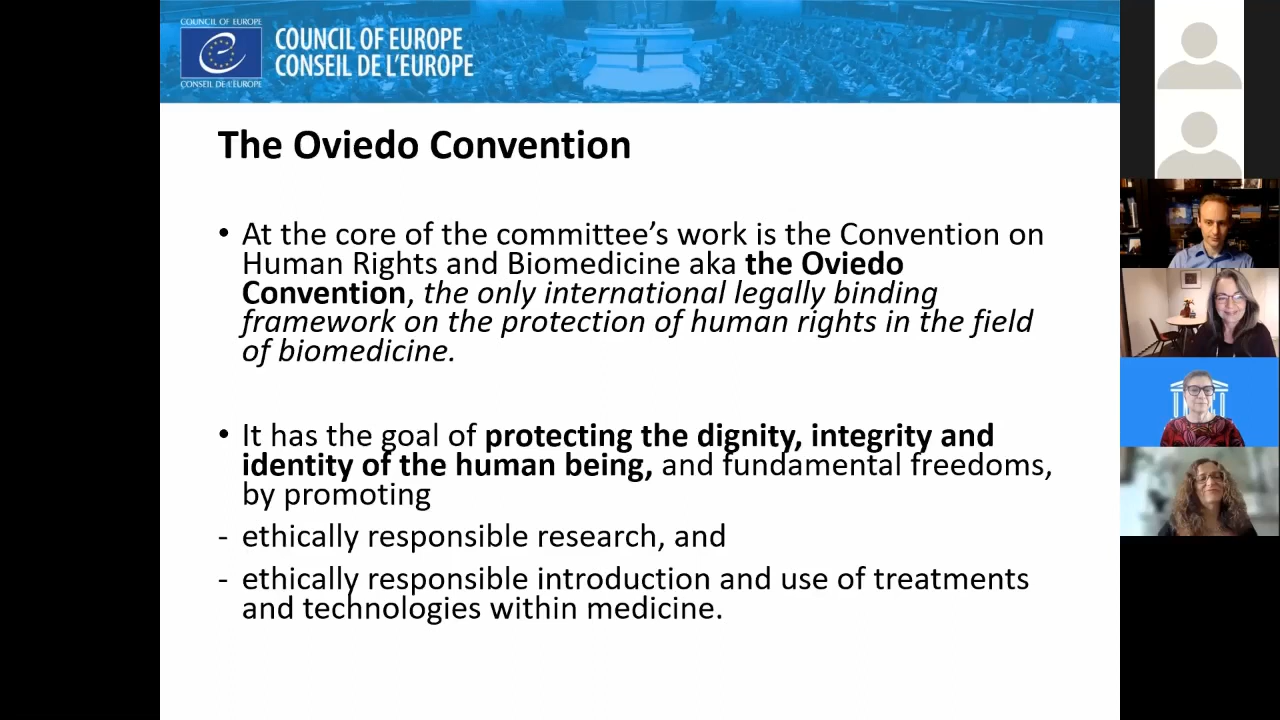 COUNCIL OF EUROPE
CONSEIL DE L'EUROPE
COUNCIL OF EUROPE
CONSEIL DE L'EUROPE
The Oviedo Convention
• At the core of the committee's work is the Convention on
Human Rights and Biomedicine aka the Oviedo
Convention, the only international legally binding
framework on the protection of human rights in the field
of biomedicine.
• It has the goal of protecting the dignity, integrity and
identity of the human being, and fundamental freedoms,
by promoting
- ethically responsible research, and
- ethically responsible introduction and use of treatments
and technologies within medicine.